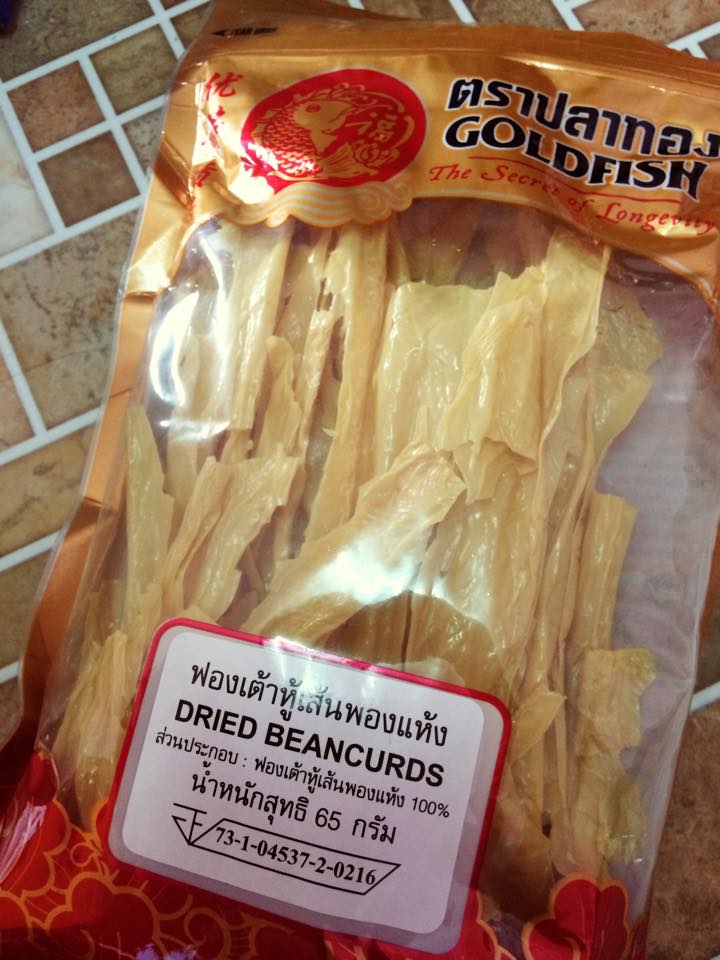 TEAR HERE
ตราปลาทอง
GOLDFISH
The Secret of Longevity
ฟองเต้าหู้เส้นพองแห้ง
DRIED BEANCURDS
ส่วนประกอบ : ฟองเต้าหู้เส้นพองแห้ง 100%
น้ำหนักสุทธิ 65 กรัม
73-1-04537-2-0216